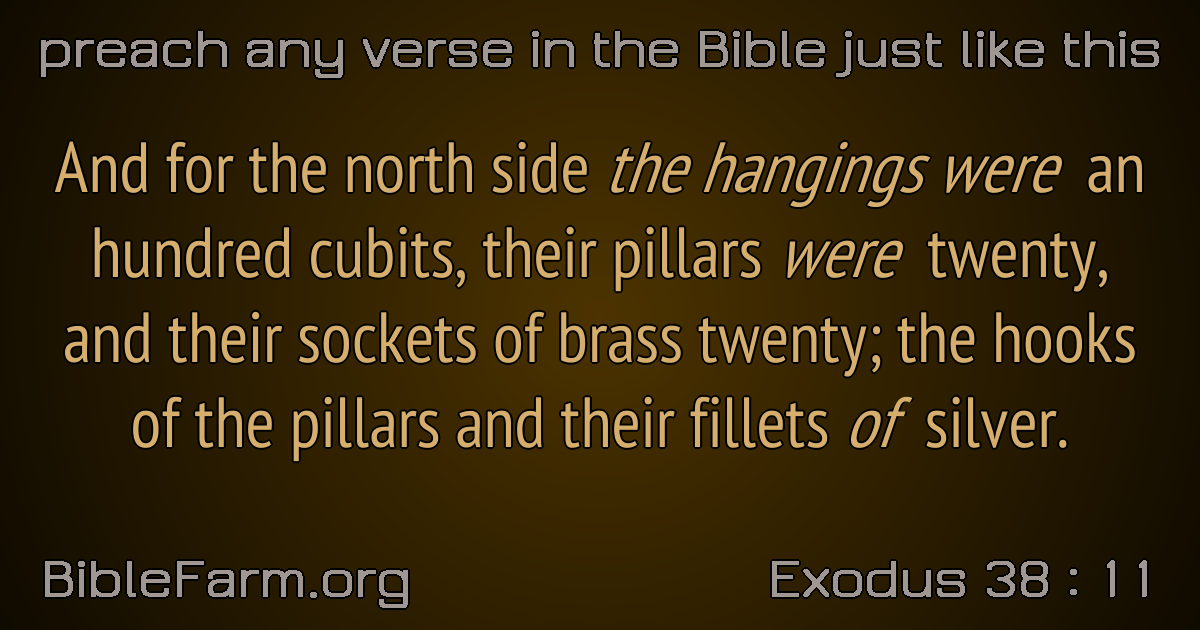 preach any verse in the Bible just like this
And for the north side the hangings were an
hundred cubits, their pillars were twenty,
and their sockets of brass twenty; the hooks
of the pillars and their fillets of silver.
BibleFarm.org
Exodus 38 : 11